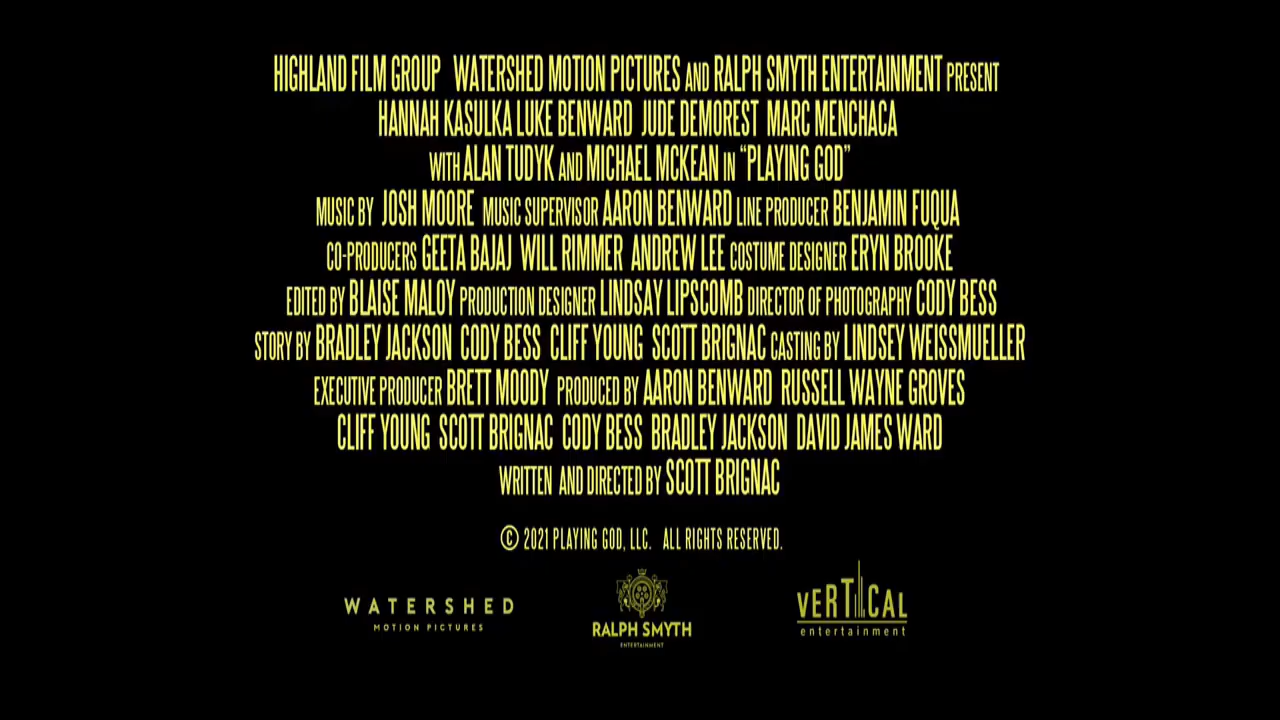 HIGHLAND FILM GROUP WATERSHED MOTION PICTURES AND RALPH SMYTH ENTERTAINMENT PRESENT
HANNAH KASULKA LUKE BENWARD JUDE DEMOREST MARC MENCHACA
WITH ALAN TUDYK AND MICHAEL MCKEAN IN “PLAYING GOD”
MUSIC BY JOSH MOORE MUSIC SUPERVISOR AARON BENWARD LINE PRODUCER BENJAMIN FUQUA
CO-PRODUCERS GEETA BAJAJ WILL RIMMER ANDREW LEE COSTUME DESIGNER ERYN BROOKE
EDITED BY BLAISE MALOY PRODUCTION DESIGNER LINDSAY LIPSCOMB DIRECTOR OF PHOTOGRAPHY CODY BESS
STORY BY BRADLEY JACKSON CODY BESS CLIFF YOUNG SCOTT BRIGNAC CASTING BY LINDSEY WEISSMUELLER
EXECUTIVE PRODUCER BRETT MOODY PRODUCED BY AARON BENWARD RUSSELL WAYNE GROVES
CLIFF YOUNG SCOTT BRIGNAC CODY BESS BRADLEY JACKSON DAVID JAMES WARD
WRITTEN AND DIRECTED BY SCOTT BRIGNAC
© 2021 PLAYING GOD, LLC. ALL RIGHTS RESERVED.
WATERSHED
MOTION PICTURES
RALPH SMYTH
ENTERTAINMENT
VERTICAL
entertainment